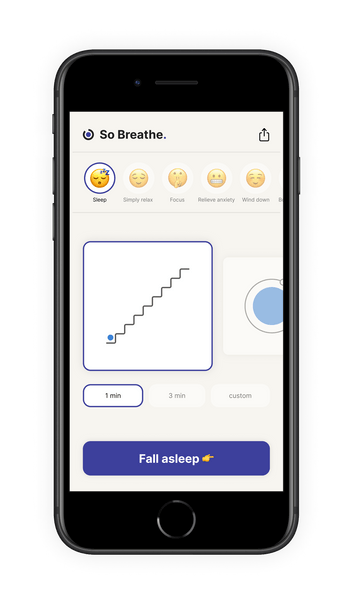 So Breathe.
Sleep Simply relax Focus Relieve anxiety Wind down
1 min 3 min custom
Fall asleep